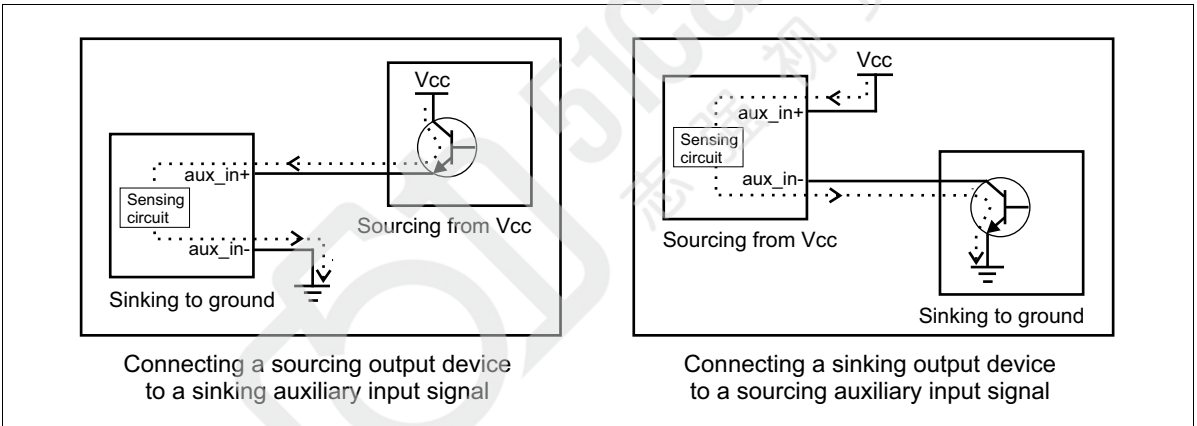 Vcc
aux_in+
Sensing
circuit
aux_in-
Sourcing from Vcc
Sinking to ground
Connecting a sourcing output device
to a sinking auxiliary input signal
Vcc
aux_in+
Sensing
circuit
aux_in-
Sourcing from Vcc
Sinking to ground
Connecting a sinking output device
to a sourcing auxiliary input signal